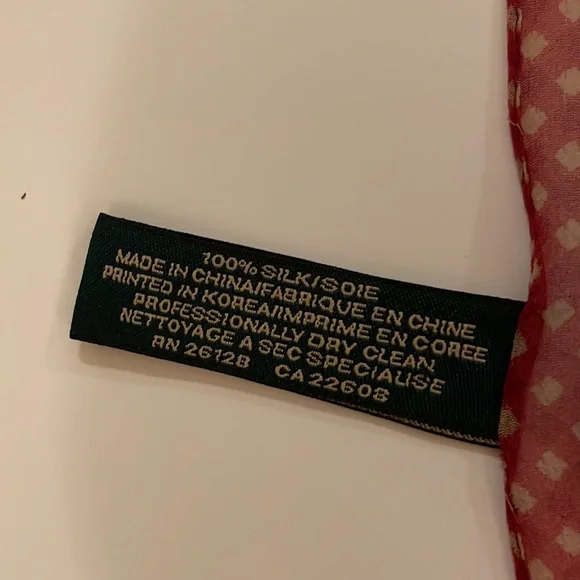 100% SILK/SOIE
MADE IN CHINA/FABRIQUE EN CHINE
PRINTED IN KOREA/IMPRIME EN COREE
PROFESSIONALLY DRY CLEAN
NETTOYAGE A SEC SPECIALISE
RN 26128 CA 22608